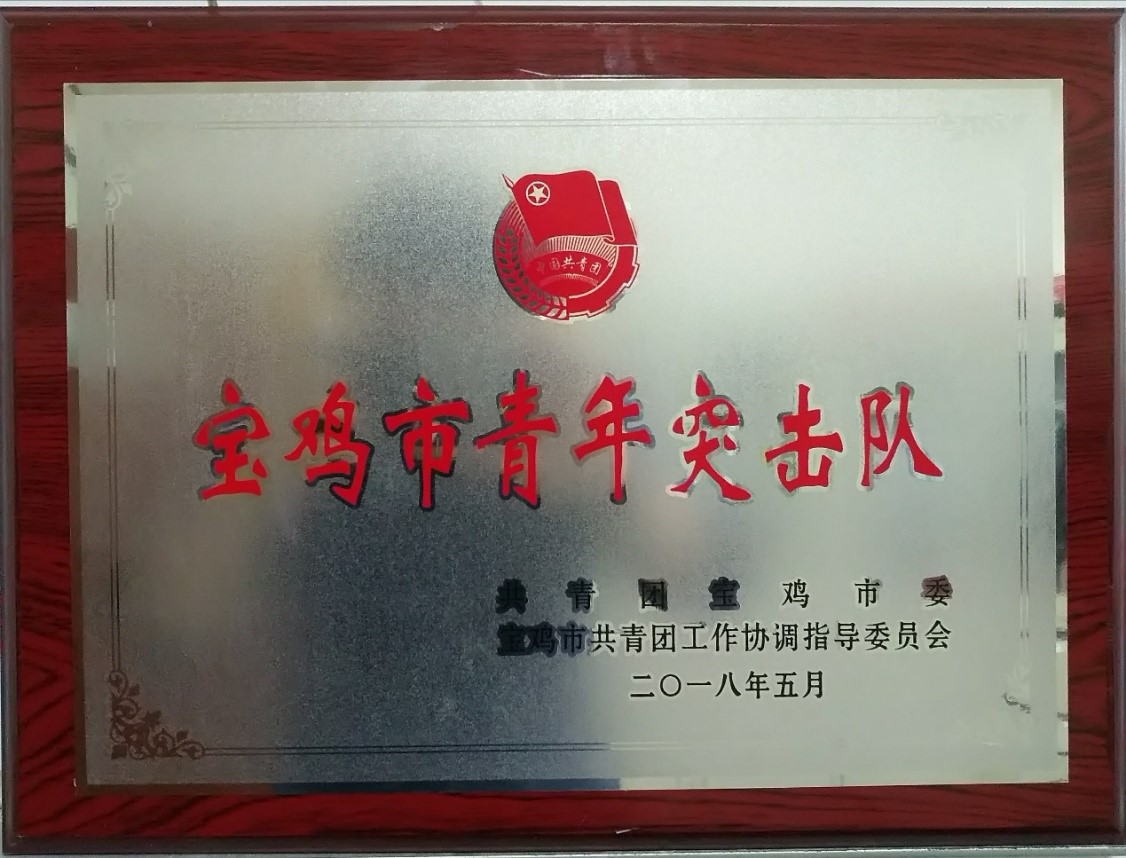 中国共青团
宝鸡市青年突击队
共青团宝鸡市委
宝鸡市共青团工作协调指导委员会
二〇一八年五月